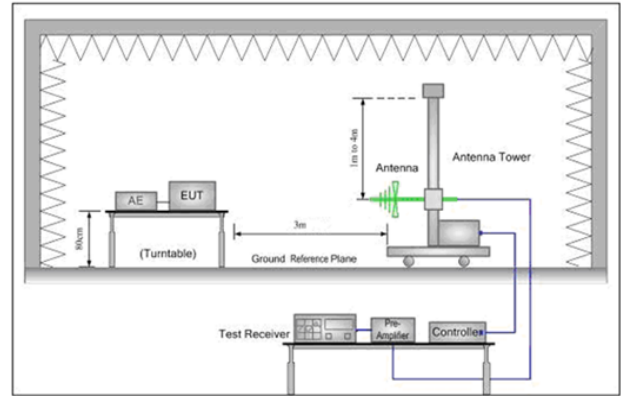 1m to 4m
Antenna
Antenna Tower
AE
EUT
80cm
(Turntable)
3m
Ground Reference Plane
Test Receiver
Pre-
Amplifier
Controller